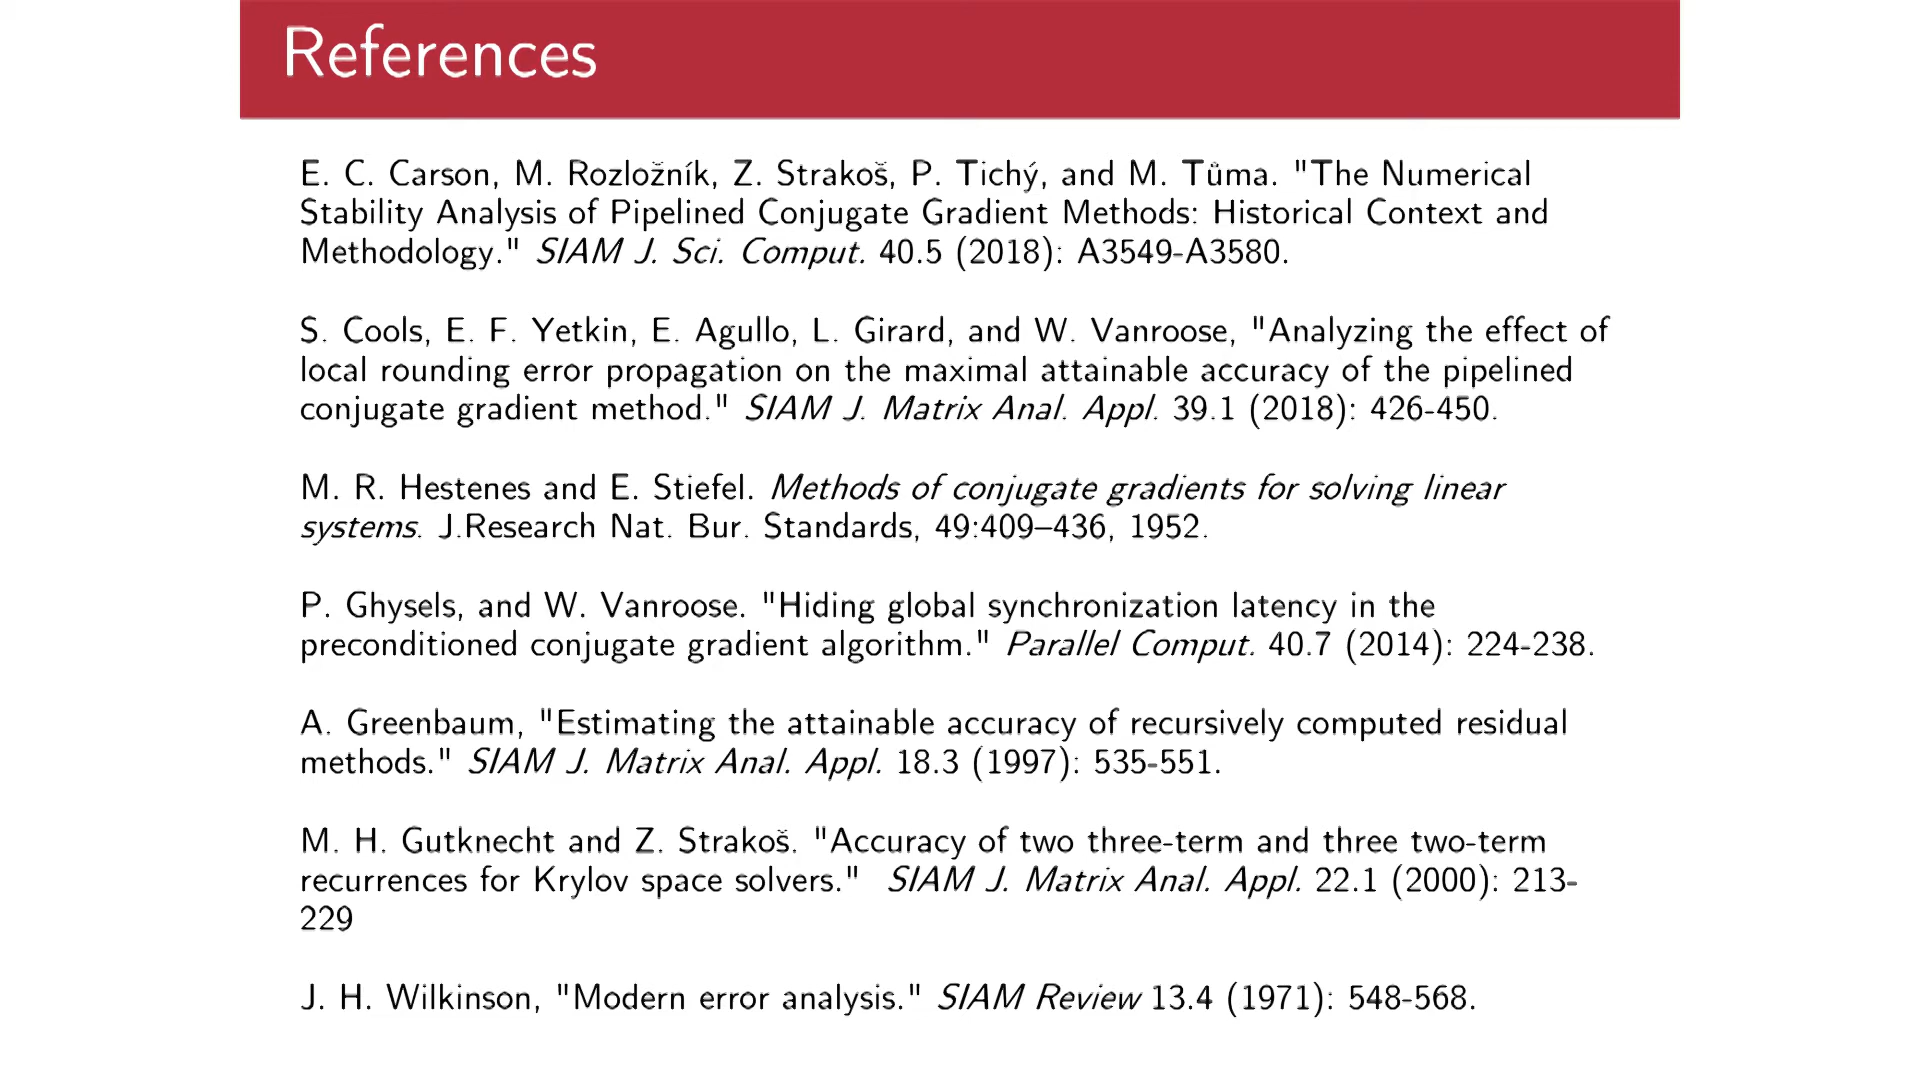 References
E. C. Carson, M. Rozložník, Z. Strakoš, P. Tichý, and M. Tůma. "The Numerical
Stability Analysis of Pipelined Conjugate Gradient Methods: Historical Context and
Methodology." SIAM J. Sci. Comput. 40.5 (2018): A3549-A3580.
S. Cools, E. F. Yetkin, E. Agullo, L. Girard, and W. Vanroose, "Analyzing the effect of
local rounding error propagation on the maximal attainable accuracy of the pipelined
conjugate gradient method." SIAM J. Matrix Anal. Appl. 39.1 (2018): 426-450.
M. R. Hestenes and E. Stiefel. Methods of conjugate gradients for solving linear
systems. J.Research Nat. Bur. Standards, 49:409–436, 1952.
P. Ghysels, and W. Vanroose. "Hiding global synchronization latency in the
preconditioned conjugate gradient algorithm." Parallel Comput. 40.7 (2014): 224-238.
A. Greenbaum, "Estimating the attainable accuracy of recursively computed residual
methods." SIAM J. Matrix Anal. Appl. 18.3 (1997): 535-551.
M. H. Gutknecht and Z. Strakoš. "Accuracy of two three-term and three two-term
recurrences for Krylov space solvers." SIAM J. Matrix Anal. Appl. 22.1 (2000): 213-
229
J. H. Wilkinson, "Modern error analysis." SIAM Review 13.4 (1971): 548-568.